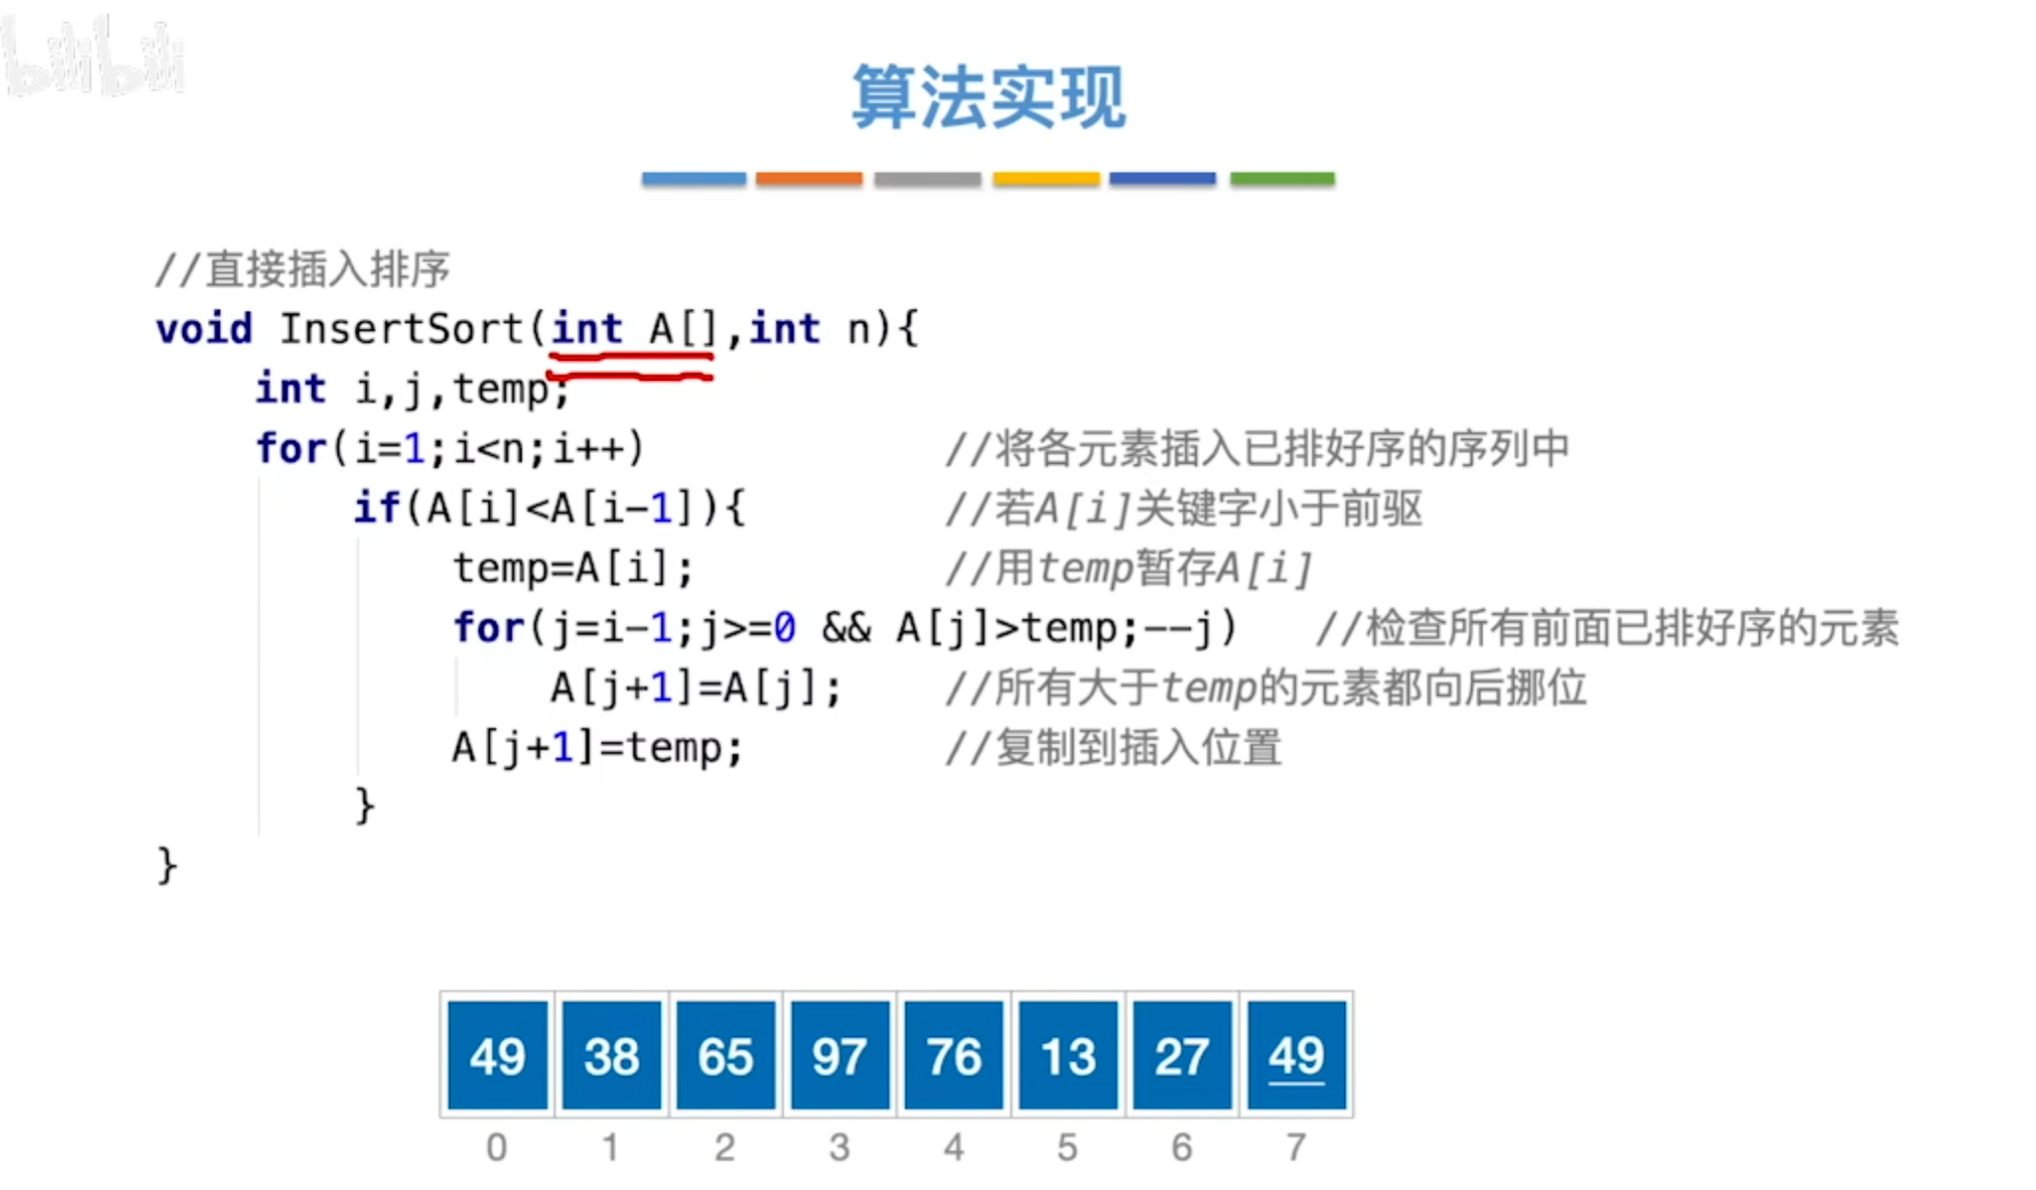 bilibili
算法实现
//直接插入排序
void InsertSort(int A[],int n){
int i,j,temp;
for(i=1;i<n;i++) //将各元素插入已排好序的序列中
if(A[i]<A[i-1]){ //若A[i]关键字小于前驱
temp=A[i]; //用temp暂存A[i]
for(j=i-1;j>=0 && A[j]>temp;--j) //检查所有前面已排好序的元素
A[j+1]=A[j]; //所有大于temp的元素都向后挪位
A[j+1]=temp; //复制到插入位置
}
}
49 38 65 97 76 13 27 49
0 1 2 3 4 5 6 7